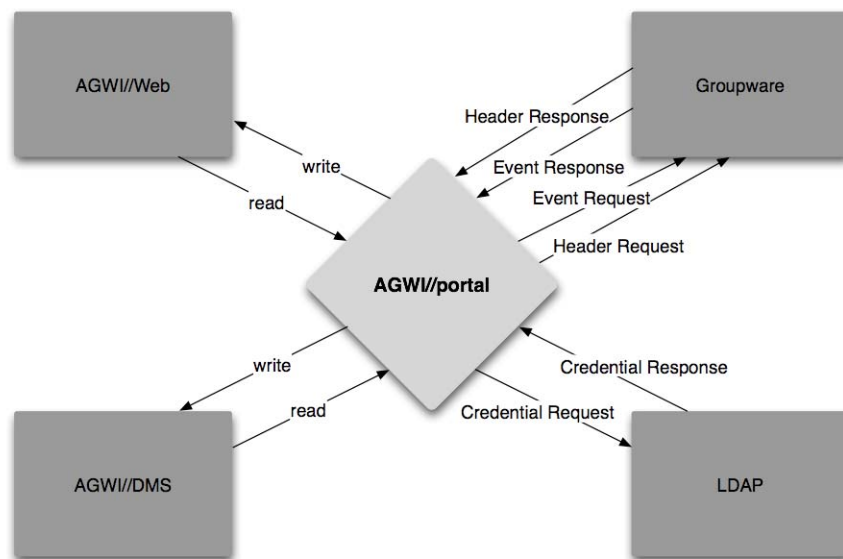 AGWI//Web
Groupware
Header Response
write
Event Response
read
Event Request
Header Request
AGWI//portal
write
Credential Response
read
Credential Request
AGWI//DMS
LDAP